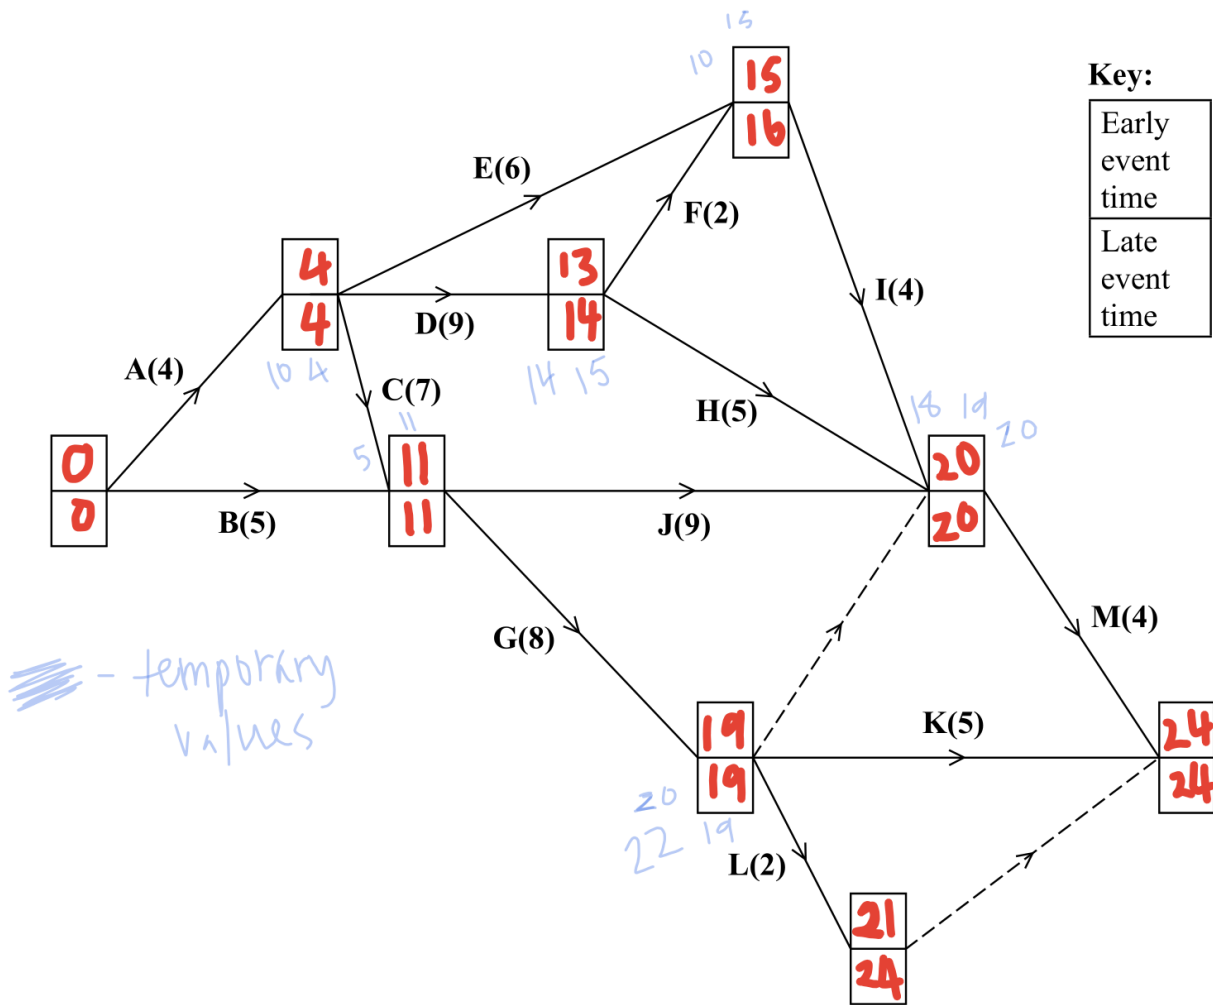 15
10
15
16
Key:
Early
event
time
Late
event
time
E(6)
F(2)
4
4
13
14
D(9)
I(4)
A(4)
10 4
C(7)
14 15
H(5)
18 19
20
11
5
0
0
11
11
20
20
B(5)
J(9)
G(8)
M(4)
- temporary
values
19
19
K(5)
24
24
20
22 19
L(2)
21
24